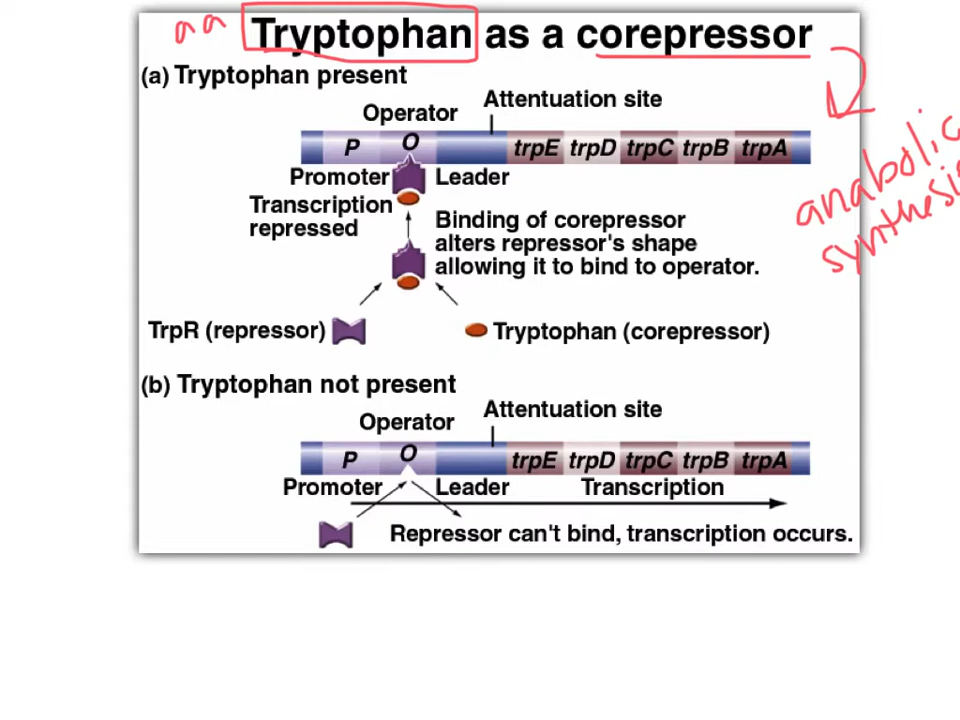 aa Tryptophan as a corepressor
(a) Tryptophan present
Attentuation site
Operator
P O trpE trpD trpC trpB trpA
Promoter Leader
Transcription
repressed
Binding of corepressor
alters repressor's shape
allowing it to bind to operator.
anabolic
synthesis
TrpR (repressor) Tryptophan (corepressor)
(b) Tryptophan not present
Attentuation site
Operator
P O trpE trpD trpC trpB trpA
Promoter Leader Transcription
Repressor can't bind, transcription occurs.